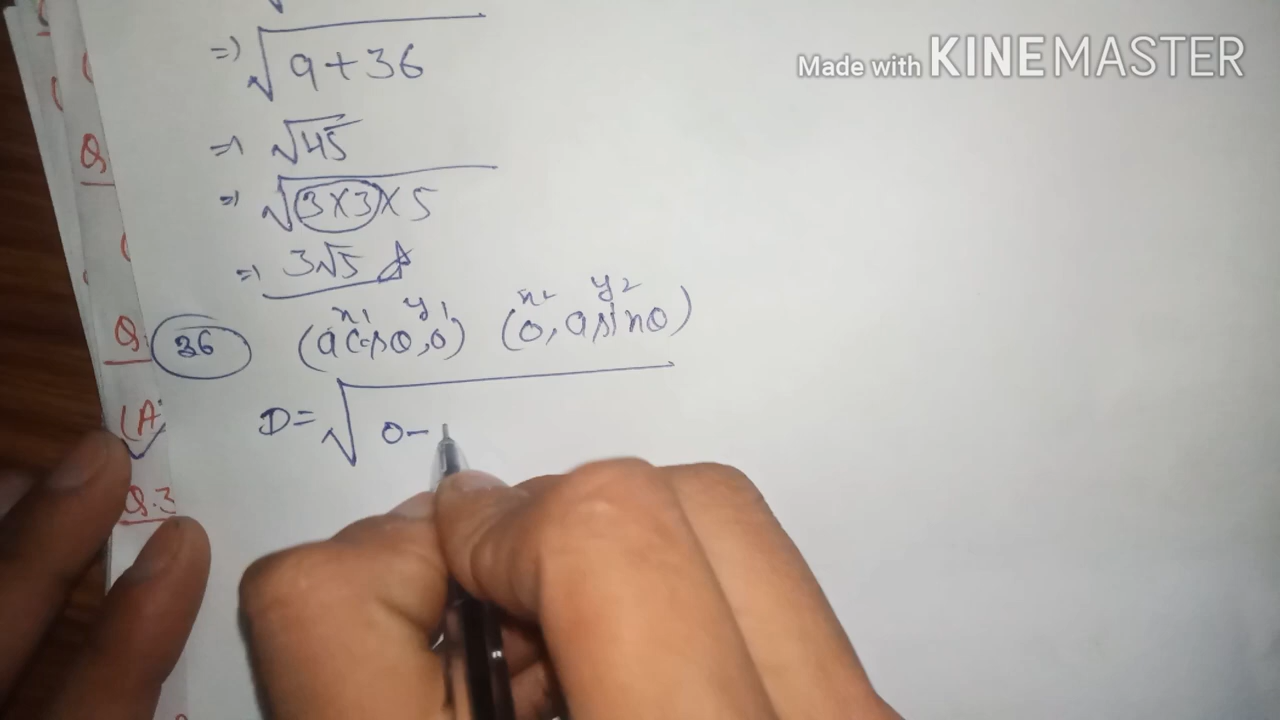 Made with KINEMASTER
=) √9+36
=) √45
=) √3×3×5
=) 3√5
Q
x1 y1 x2 y2
Q 36 (a cosθ,0) (0, a sinθ)
D= √ 0-
(A)
Q.3